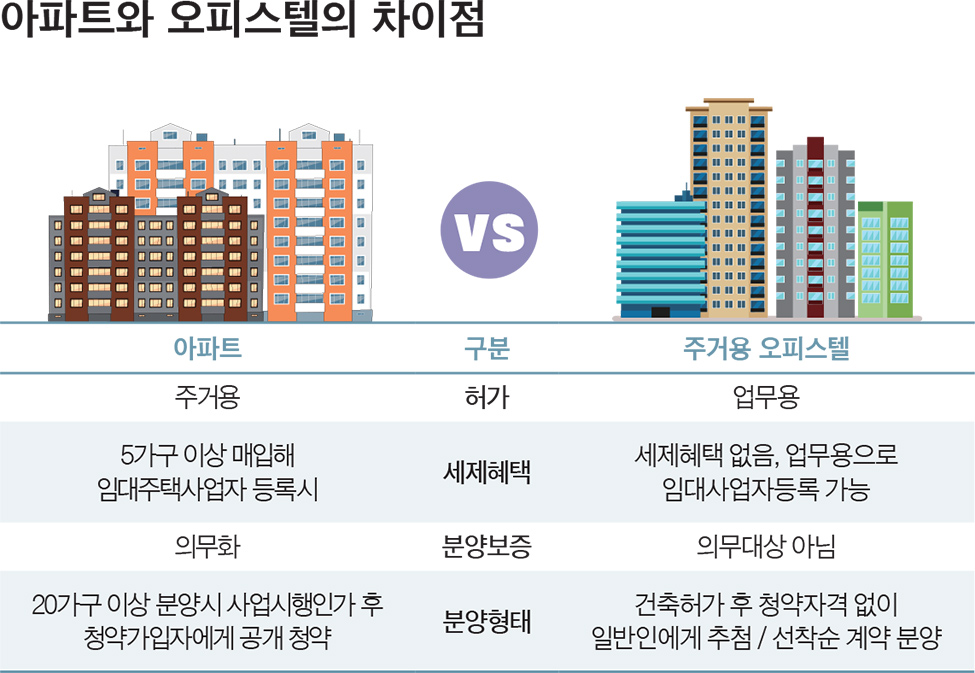 아파트와 오피스텔의 차이점
VS
아파트 구분 주거용 오피스텔
주거용 허가 업무용
5가구 이상 매입해
임대주택사업자 등록시
세제혜택
세제혜택 없음, 업무용으로
임대사업자등록 가능
의무화 분양보증 의무대상 아님
20가구 이상 분양시 사업시행인가 후
청약가입자에게 공개 청약
분양형태
건축허가 후 청약자격 없이
일반인에게 추첨 / 선착순 계약 분양